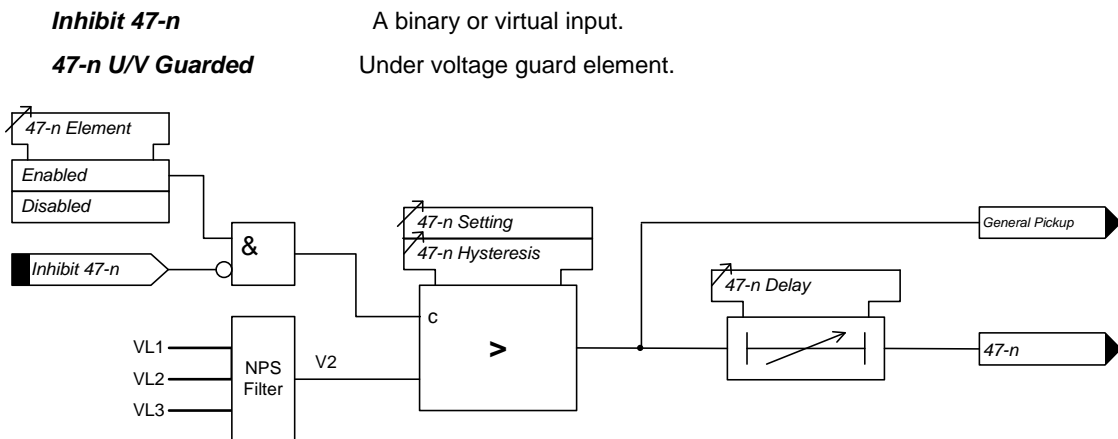 Inhibit 47-n A binary or virtual input.
47-n U/V Guarded Under voltage guard element.
47-n Element
Enabled
Disabled
Inhibit 47-n
&
47-n Setting
47-n Hysteresis
c
>
General Pickup
47-n Delay
47-n
VL1
VL2
VL3
NPS
Filter
V2